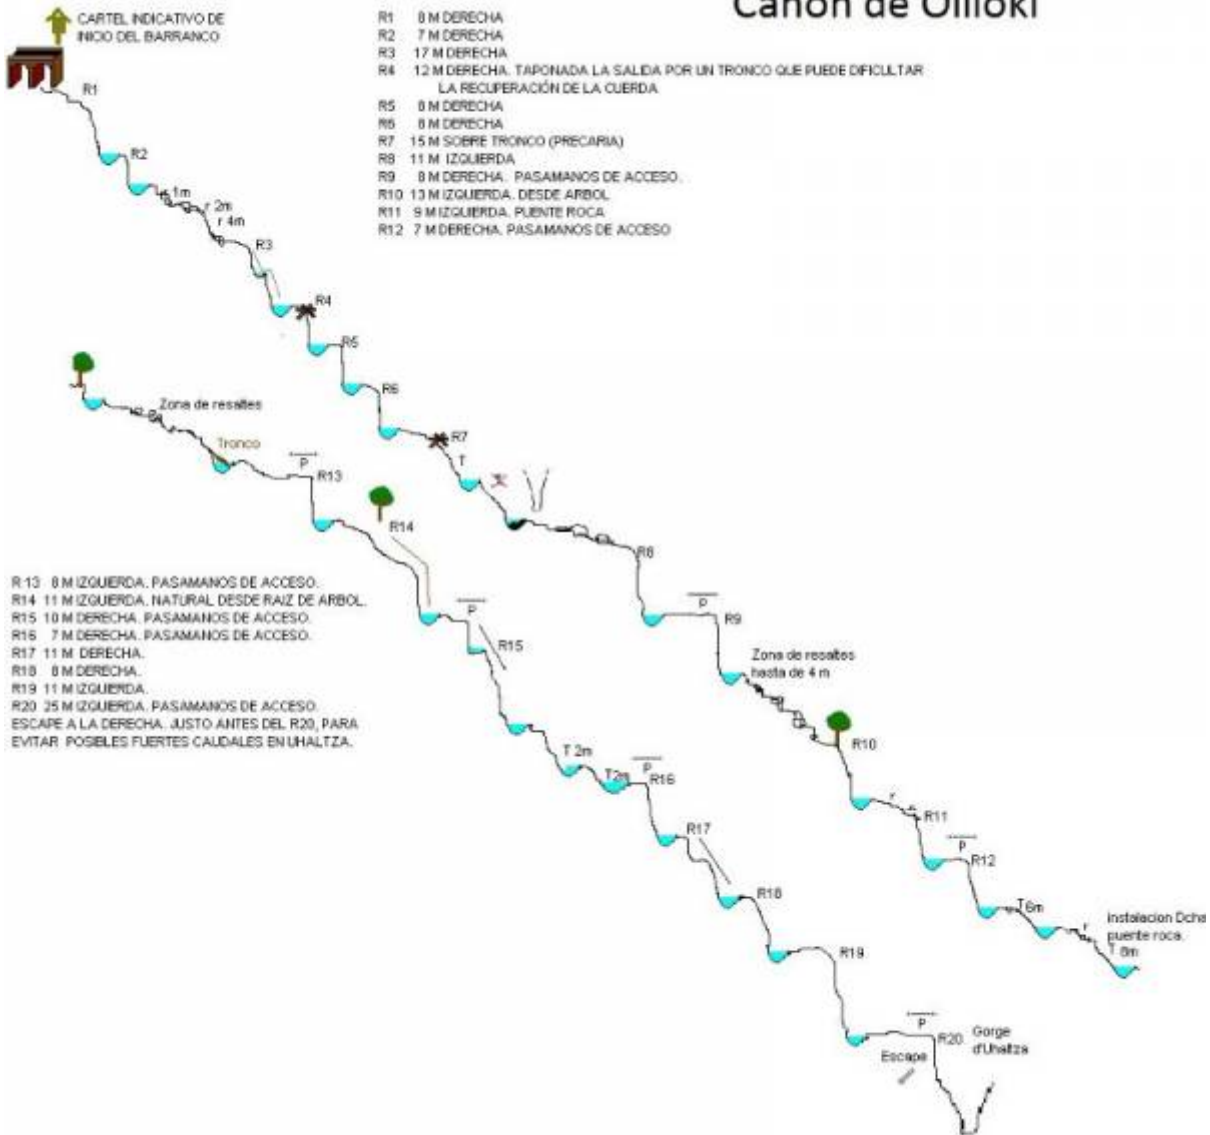 Cañón de Ollloki
CARTEL INDICATIVO DE
INICIO DEL BARRANCO
R1 8 M DERECHA
R2 7 M DERECHA
R3 17 M DERECHA
R4 12 M DERECHA. TAPONADA LA SALIDA POR UN TRONCO QUE PUEDE DIFICULTAR
LA RECUPERACIÓN DE LA CUERDA
R5 8 M DERECHA
R6 8 M DERECHA
R7 15 M SOBRE TRONCO (PRECARIA)
R8 11 M IZQUIERDA
R9 8 M DERECHA. PASAMANOS DE ACCESO.
R10 13 M IZQUIERDA. DESDE ARBOL
R11 9 M IZQUIERDA. PUENTE ROCA
R12 7 M DERECHA. PASAMANOS DE ACCESO
R1
R2
r 1m
r 2m
r 4m
R3
R4
R5
R6
R7
T
R8
P
R9
Zona de resaltes
hasta de 4 m
R10
r
R11
P
R12
T 6m
r
instalacion Dcha
puente roca.
T 8m
Zona de resaltes
Tronco
P
R13
R14
P
R15
T 2m
T 2m
P
R16
R17
R18
R19
P
R20
Gorge
d'Uhaltza
Escape
R 13 8 M IZQUIERDA. PASAMANOS DE ACCESO.
R14 11 M IZQUIERDA. NATURAL DESDE RAIZ DE ARBOL.
R15 10 M DERECHA. PASAMANOS DE ACCESO.
R16 7 M DERECHA. PASAMANOS DE ACCESO.
R17 11 M DERECHA.
R18 8 M DERECHA.
R19 11 M IZQUIERDA.
R20 25 M IZQUIERDA. PASAMANOS DE ACCESO.
ESCAPE A LA DERECHA. JUSTO ANTES DEL R20, PARA
EVITAR POSIBLES FUERTES CAUDALES EN UHALTZA.